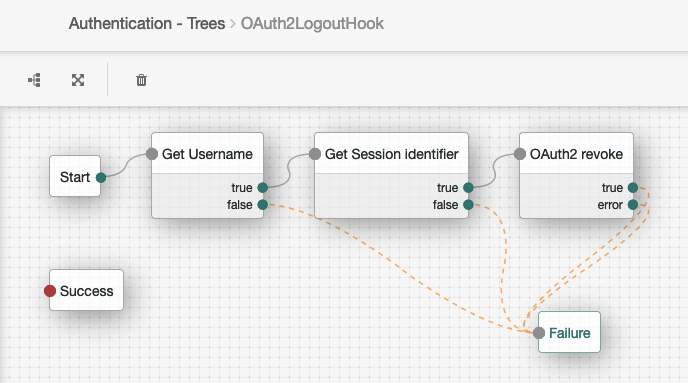 Authentication - Trees > OAuth2LogoutHook
Start
Get Username
true
false
Get Session identifier
true
false
OAuth2 revoke
true
error
Success
Failure